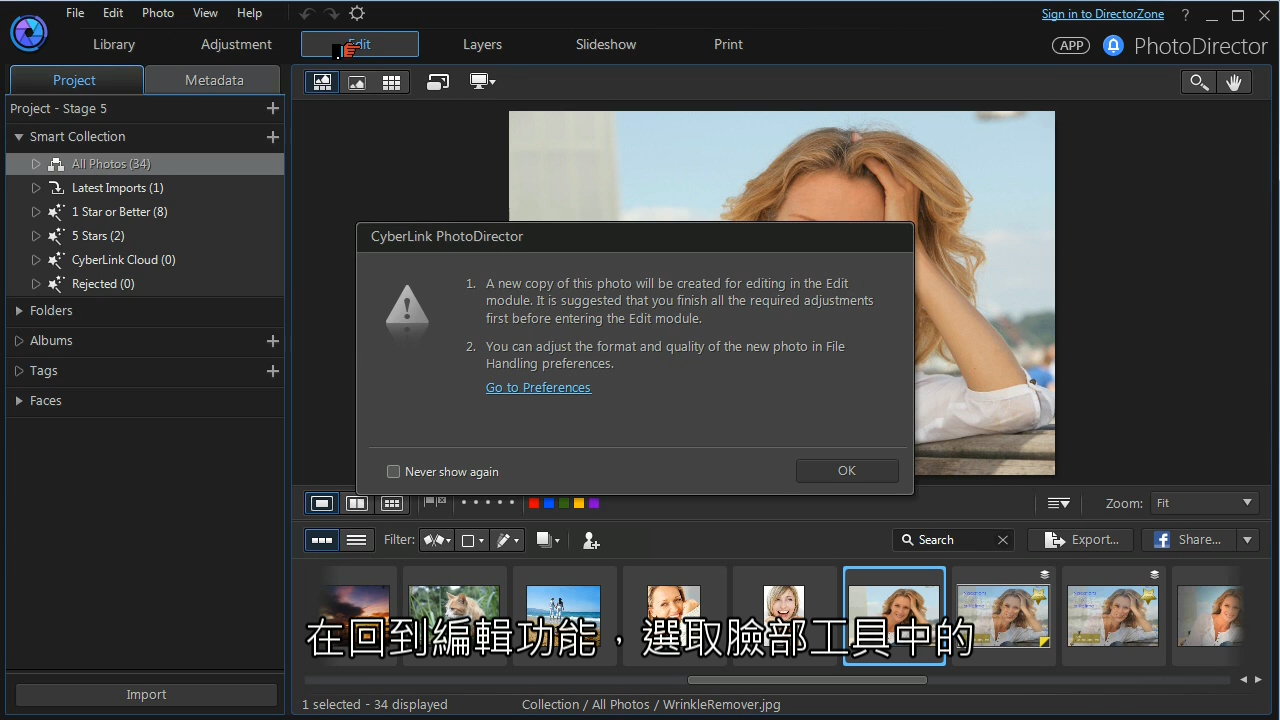 File Edit Photo View Help
Sign in to DirectorZone ?
Library Adjustment Edit Layers Slideshow Print
APP PhotoDirector
Project Metadata
Project - Stage 5
Smart Collection
All Photos (34)
Latest Imports (1)
1 Star or Better (8)
5 Stars (2)
CyberLink Cloud (0)
Rejected (0)
Folders
Albums
Tags
Faces
CyberLink PhotoDirector
1. A new copy of this photo will be created for editing in the Edit
module. It is suggested that you finish all the required adjustments
first before entering the Edit module.
2. You can adjust the format and quality of the new photo in File
Handling preferences.
Go to Preferences
Never show again
OK
Zoom: Fit
Filter:
Search
Export...
Share...
在回到編輯功能，選取臉部工具中的
Import
1 selected - 34 displayed
Collection / All Photos / WrinkleRemover.jpg